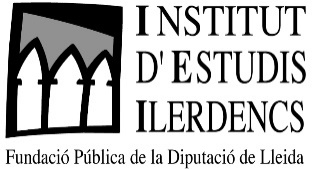 INSTITUT
D'ESTUDIS
ILERDENCS
Fundació Pública de la Diputació de Lleida